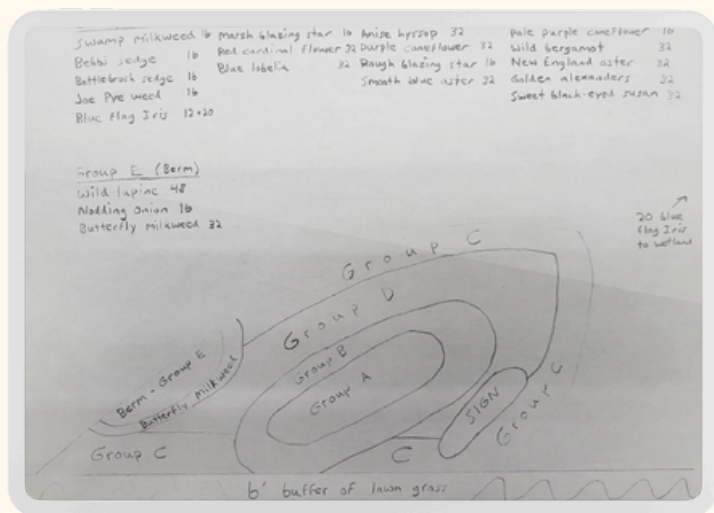 Swamp milkweed 16
Bebbs sedge 16
Bottlebrush sedge 16
Joe Pye weed 16
Blue Flag Iris 12+20
Marsh blazing star 16
Red cardinal flower 32
Blue lobelia 32
Anise hyssop 32
Purple coneflower 32
Rough blazing star 16
Smooth blue aster 32
Pale purple coneflower 16
Wild bergamot 32
New England aster 32
Golden alexanders 32
Sweet black-eyed susan 32
Group E (Berm)
Wild lupine 48
Nodding onion 16
Butterfly milkweed 32
20 blue
flag Iris
to wetland
Group C
Group D
Group B
Group A
Berm - Group E
Butterfly Milkweed
SIGN
Group C
Group C
C
6' buffer of lawn grass